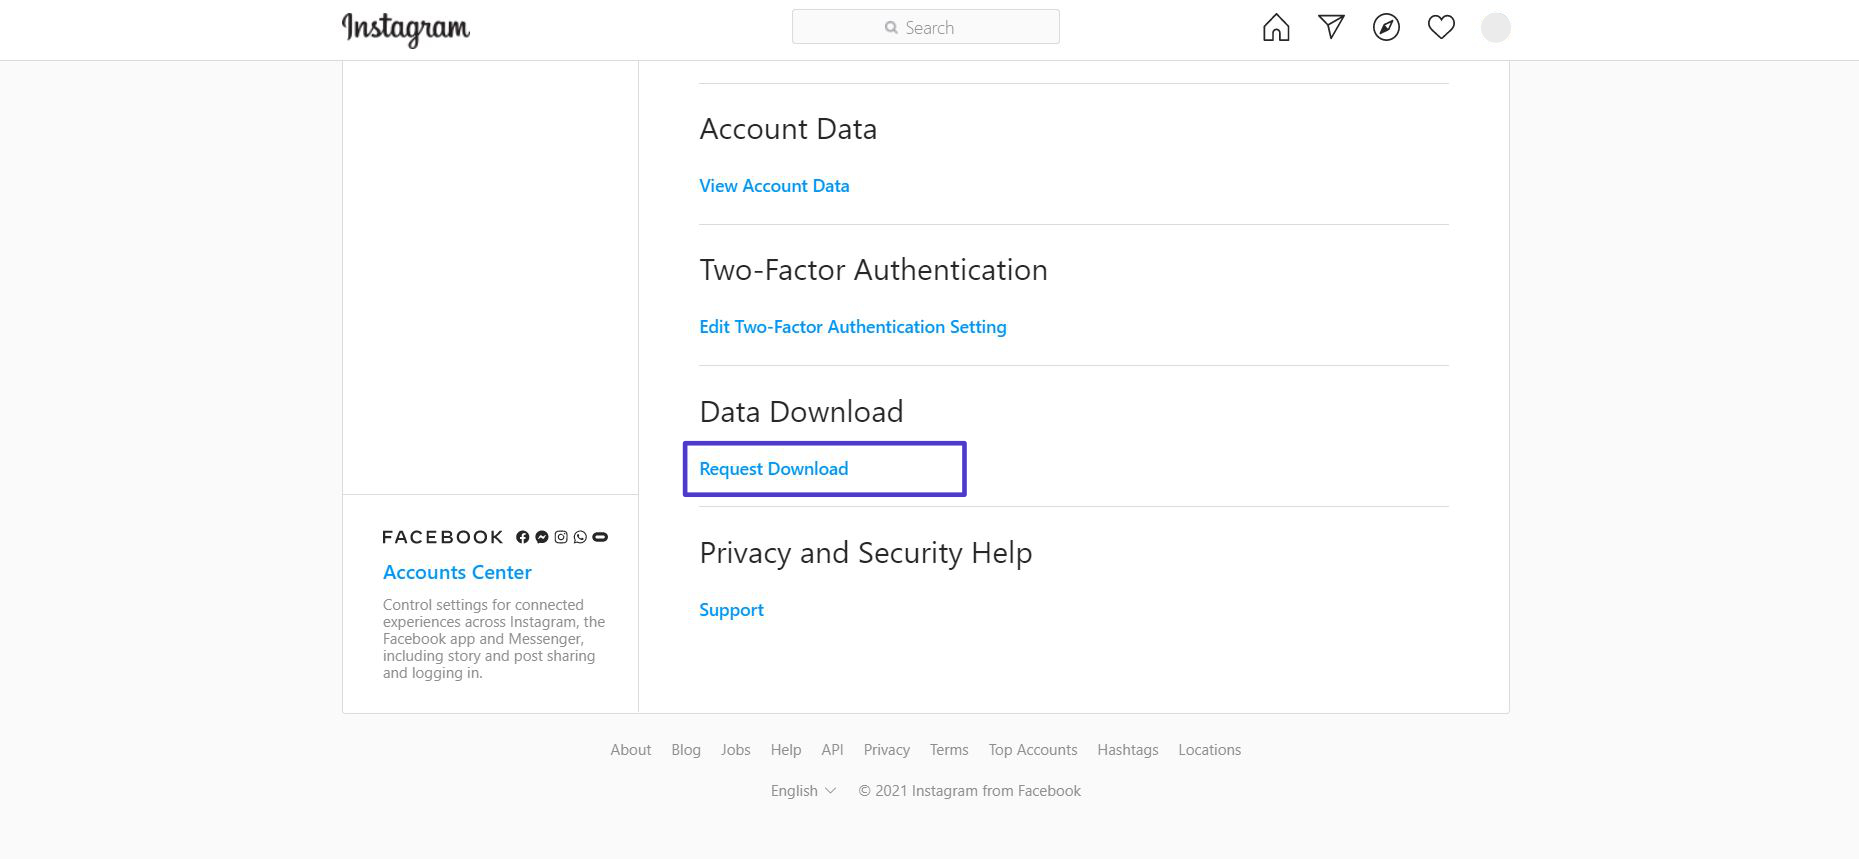 Instagram
Search
Account Data
View Account Data
Two-Factor Authentication
Edit Two-Factor Authentication Setting
Data Download
Request Download
Privacy and Security Help
Support
FACEBOOK
Accounts Center
Control settings for connected
experiences across Instagram, the
Facebook app and Messenger,
including story and post sharing
and logging in.
About Blog Jobs Help API Privacy Terms Top Accounts Hashtags Locations
English © 2021 Instagram from Facebook